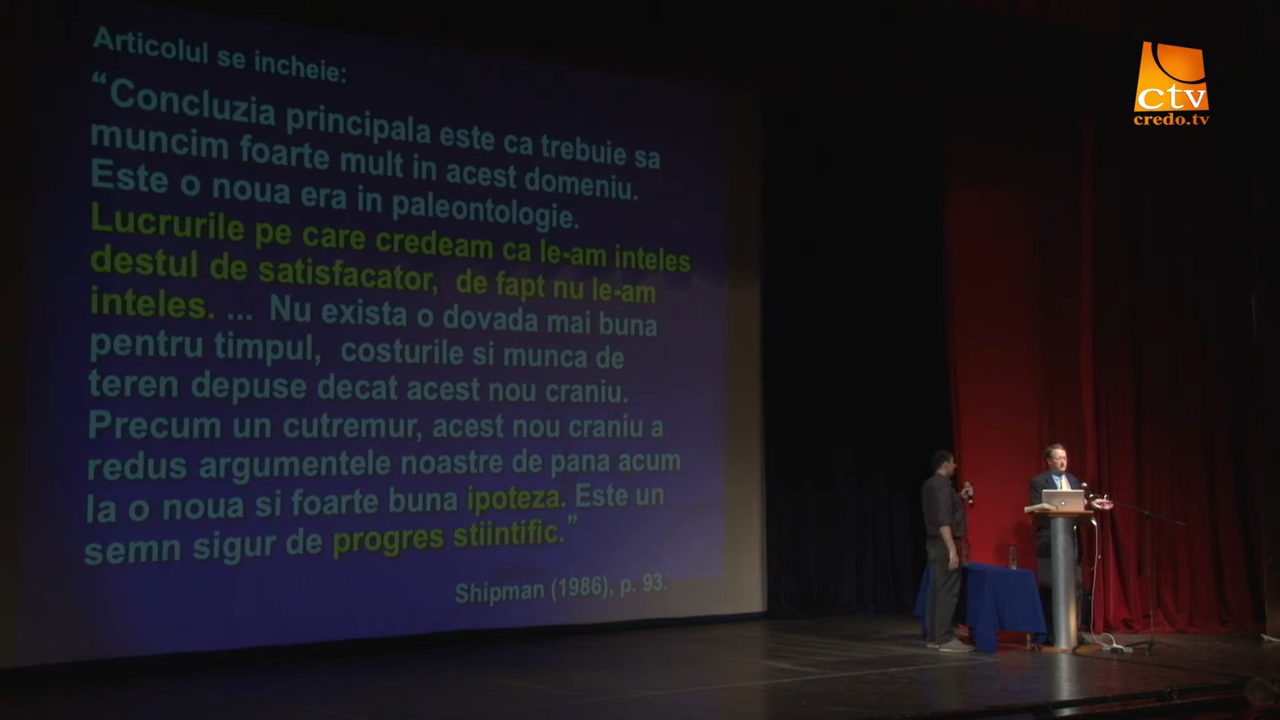 Articolul se incheie:
“Concluzia principala este ca trebuie sa
muncim foarte mult in acest domeniu.
Este o noua era in paleontologie.
Lucrurile pe care credeam ca le-am inteles
destul de satisfacator, de fapt nu le-am
inteles. ... Nu exista o dovada mai buna
pentru timpul, costurile si munca de
teren depuse decat acest nou craniu.
Precum un cutremur, acest nou craniu a
redus argumentele noastre de pana acum
la o noua si foarte buna ipoteza. Este un
semn sigur de progres stiintific.”
Shipman (1986), p. 93.
ctv
credo.tv